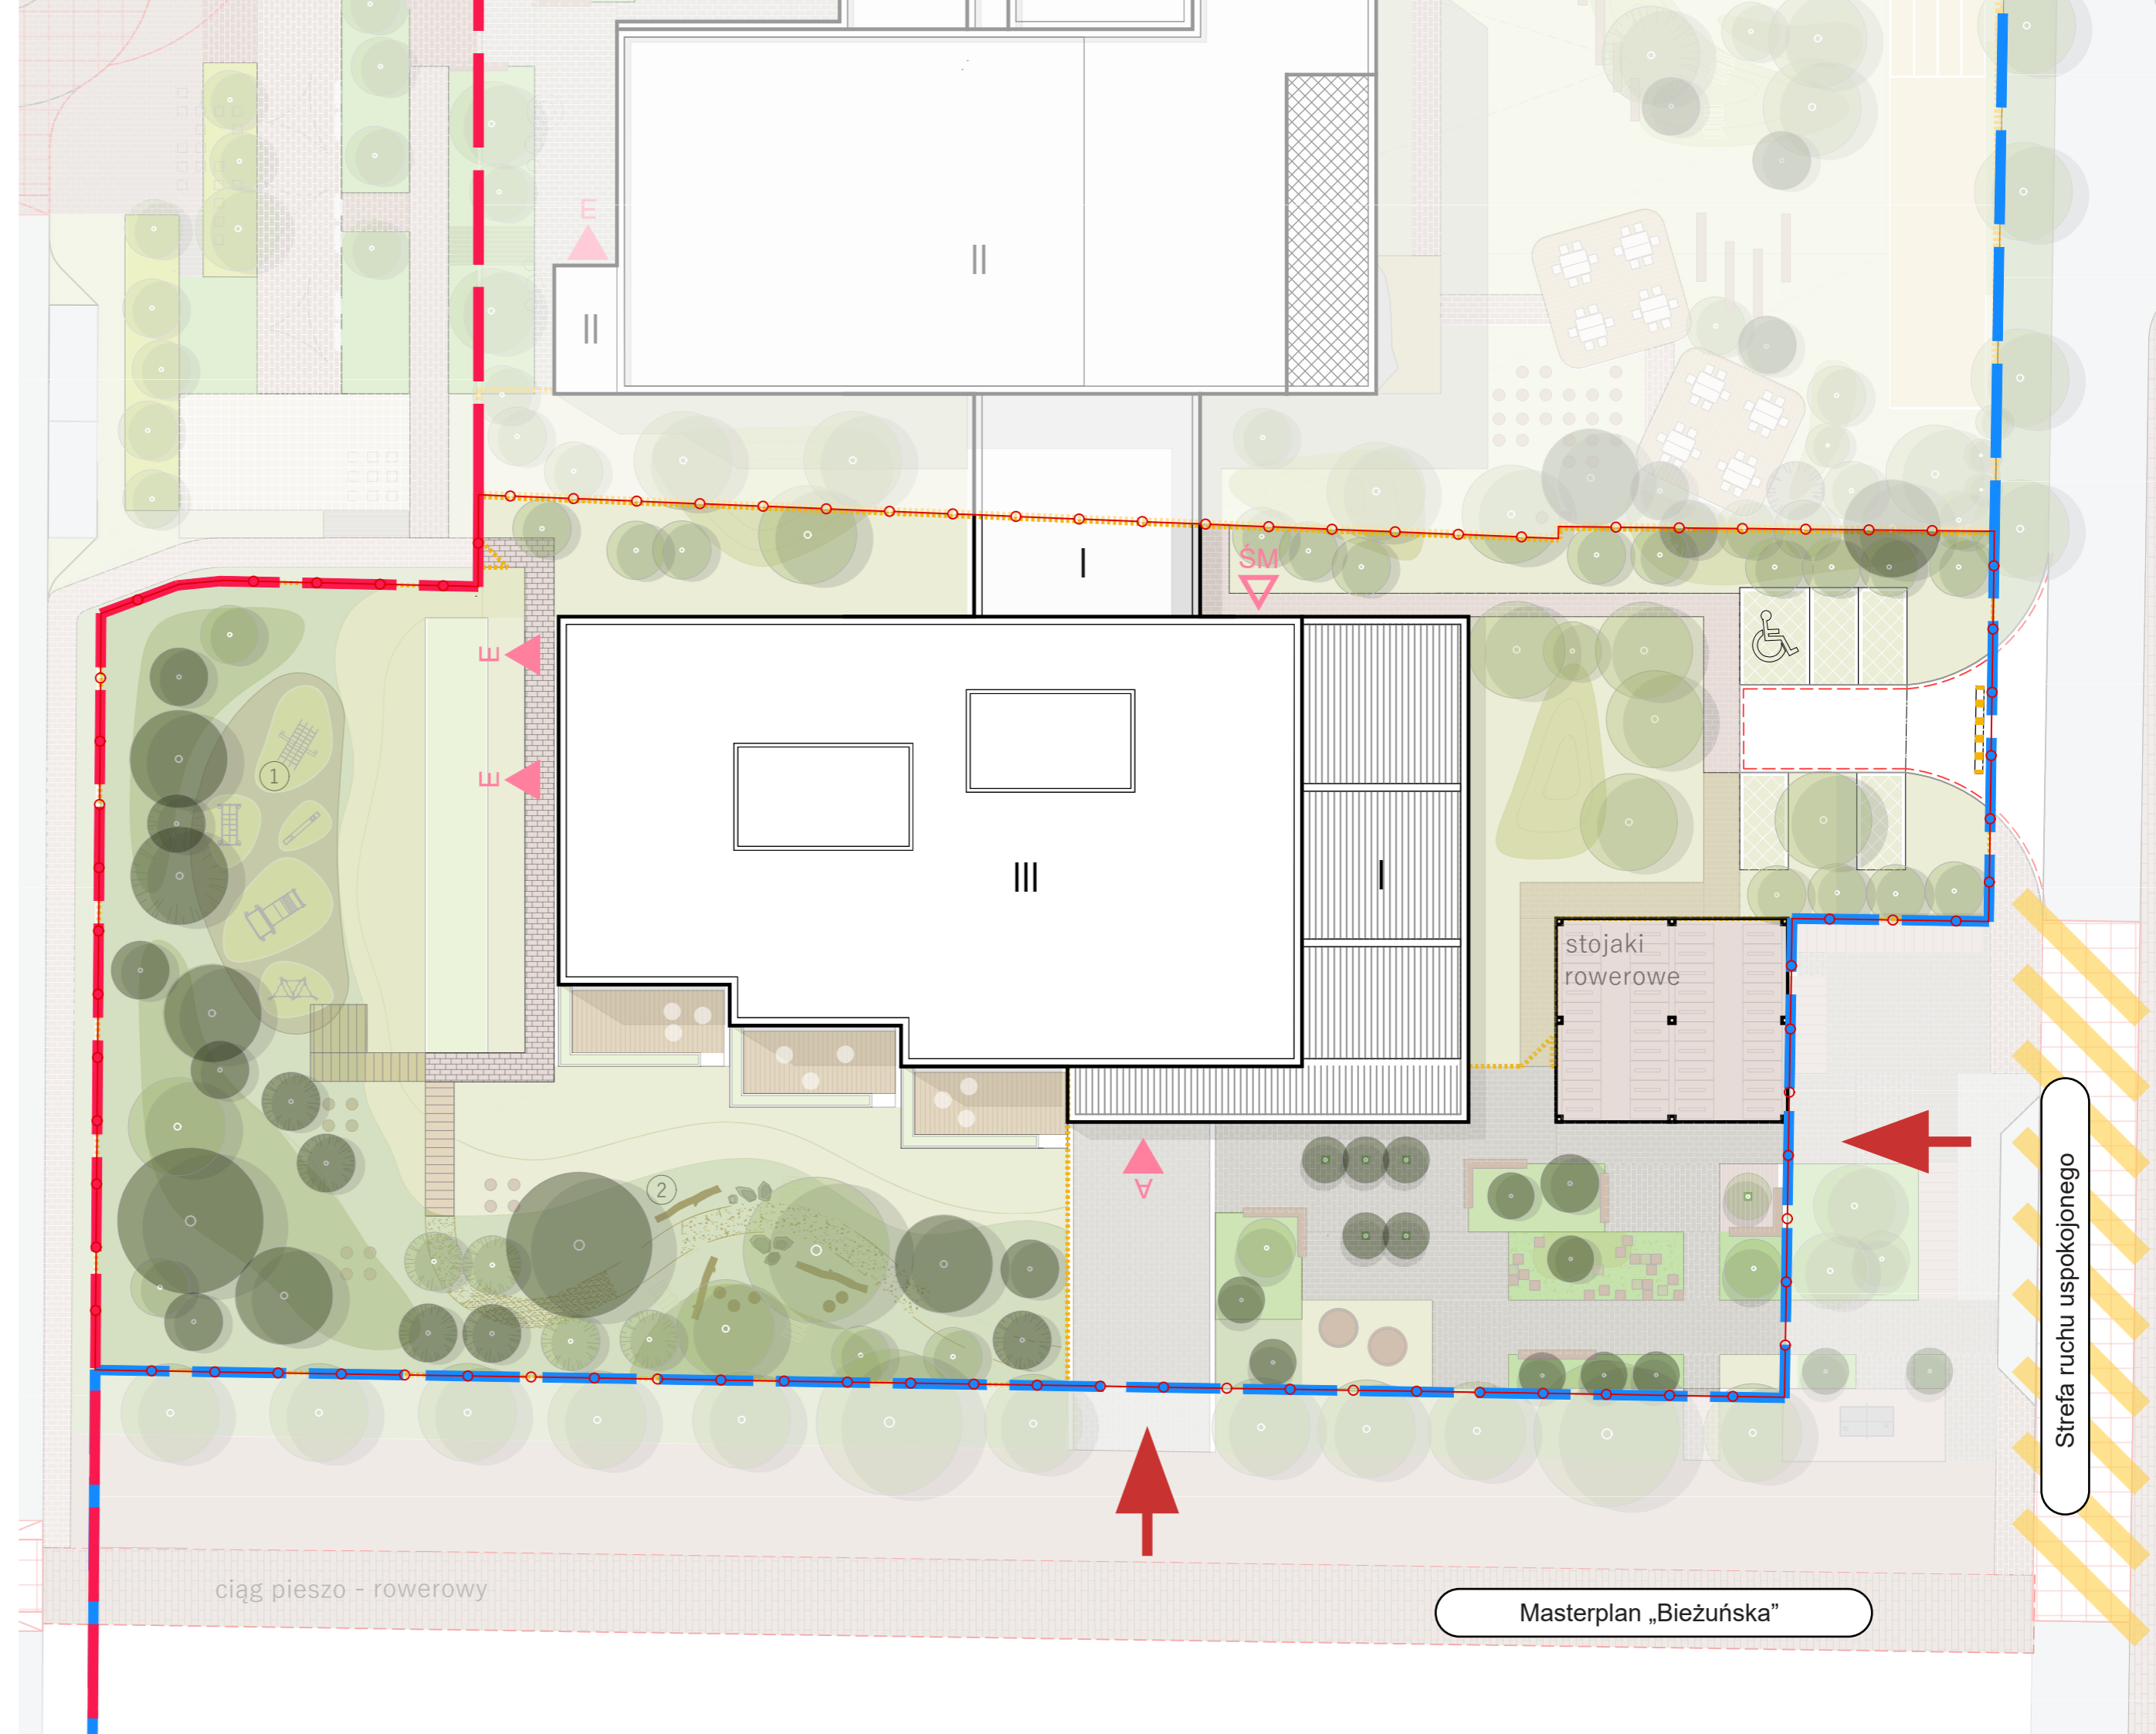 E
II
II
I
ŚM
E
1
E
III
I
stojaki
rowerowe
A
2
Strefa ruchu uspokojonego
ciąg pieszo - rowerowy
Masterplan „Bieżuńska”